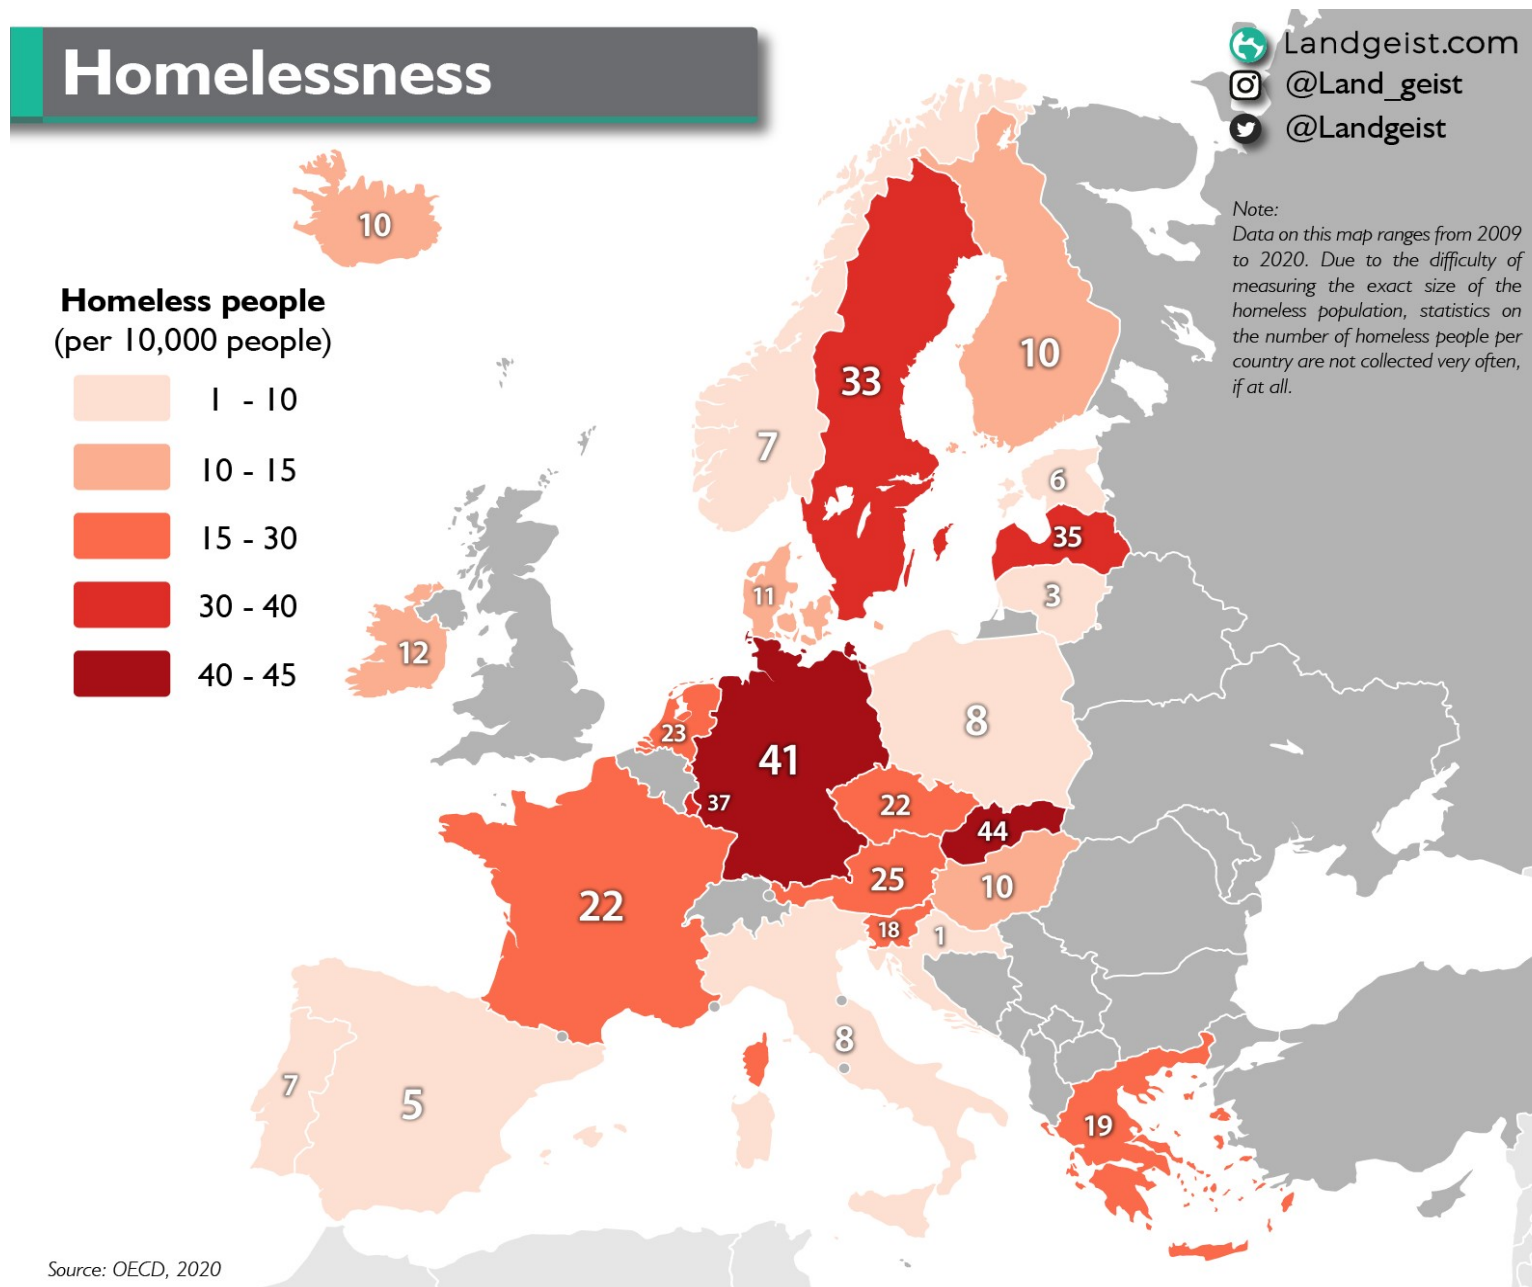 Homelessness
Landgeist.com
@Land_geist
@Landgeist
Note:
Data on this map ranges from 2009
to 2020. Due to the difficulty of
measuring the exact size of the
homeless population, statistics on
the number of homeless people per
country are not collected very often,
if at all.
Homeless people
(per 10,000 people)
1 - 10
10 - 15
15 - 30
30 - 40
40 - 45
10
10
33
7
6
35
3
11
12
8
23
41
37
22
44
25
10
22
18
1
8
7
5
19
Source: OECD, 2020